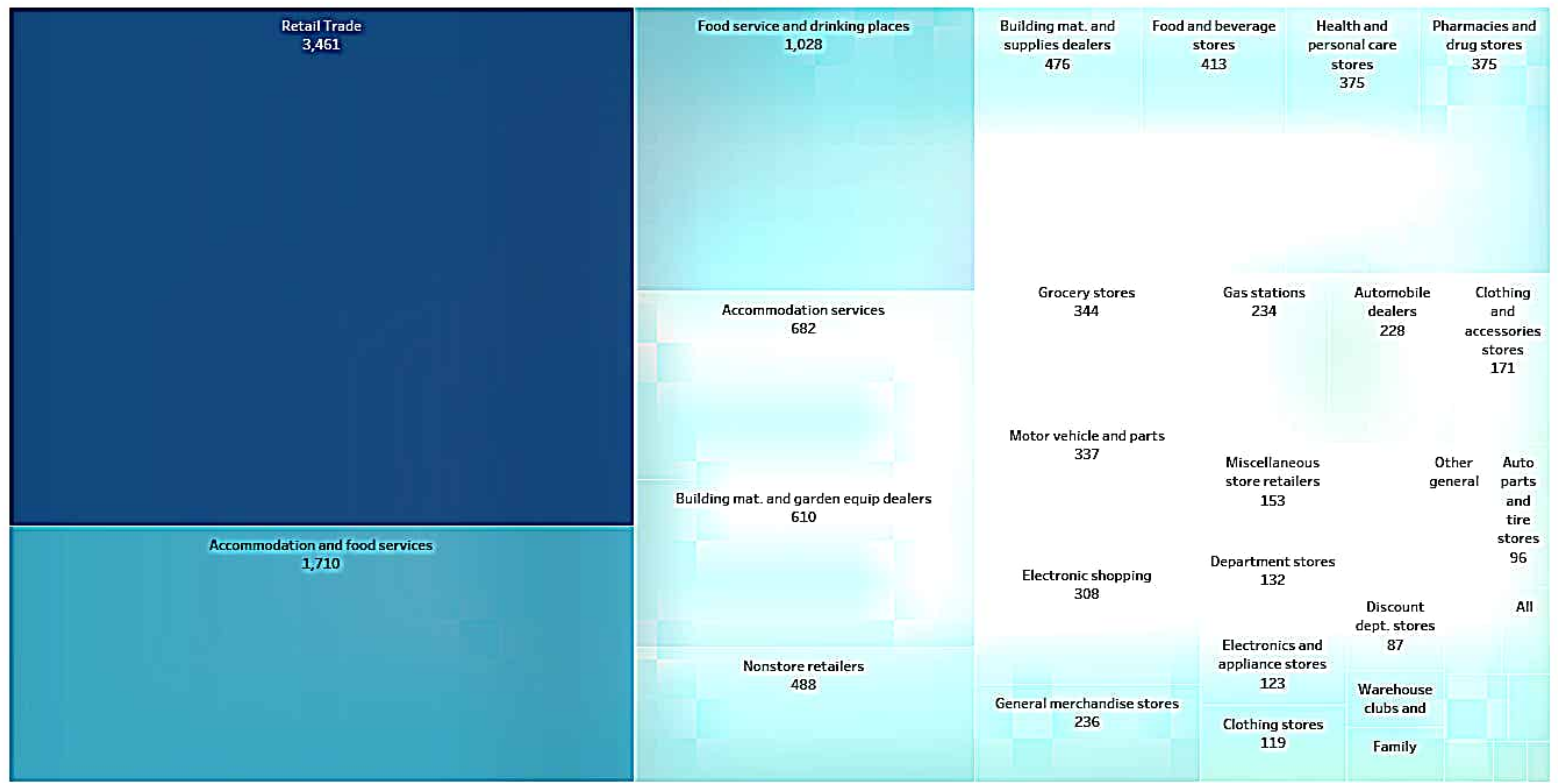 Retail Trade
3,461
Accommodation and food services
1,710
Food service and drinking places
1,028
Accommodation services
682
Building mat. and garden equip dealers
610
Nonstore retailers
488
Building mat. and
supplies dealers
476
Food and beverage
stores
413
Health and
personal care
stores
375
Pharmacies and
drug stores
375
Grocery stores
344
Motor vehicle and parts
337
Electronic shopping
308
General merchandise stores
236
Gas stations
234
Automobile
dealers
228
Clothing
and
accessories
stores
171
Miscellaneous
store retailers
153
Department stores
132
Electronics and
appliance stores
123
Clothing stores
119
Other
general
Auto
parts
and
tire
stores
96
Discount
dept. stores
87
Warehouse
clubs and
Family
All